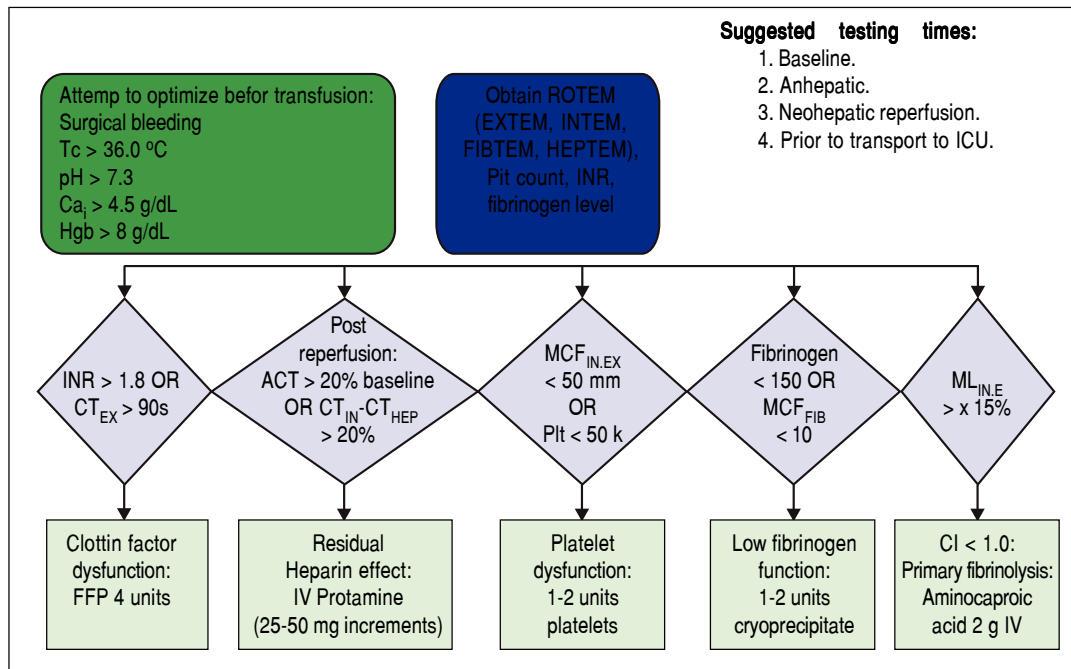 Suggested testing times:
1. Baseline.
2. Anhepatic.
3. Neohepatic reperfusion.
4. Prior to transport to ICU.
Attemp to optimize befor transfusion:
Surgical bleeding
Tc > 36.0 ºC
pH > 7.3
Cai > 4.5 g/dL
Hgb > 8 g/dL
Obtain ROTEM
(EXTEM, INTEM,
FIBTEM, HEPTEM),
Pit count, INR,
fibrinogen level
INR > 1.8 OR
CTEX > 90s
Post
reperfusion:
ACT > 20% baseline
OR CTIN-CTHEP
> 20%
MCFIN.EX
< 50 mm
OR
Plt < 50 k
Fibrinogen
< 150 OR
MCFFIB
< 10
MLIN.E
> x 15%
Clottin factor
dysfunction:
FFP 4 units
Residual
Heparin effect:
IV Protamine
(25-50 mg increments)
Platelet
dysfunction:
1-2 units
platelets
Low fibrinogen
function:
1-2 units
cryoprecipitate
CI < 1.0:
Primary fibrinolysis:
Aminocaproic
acid 2 g IV